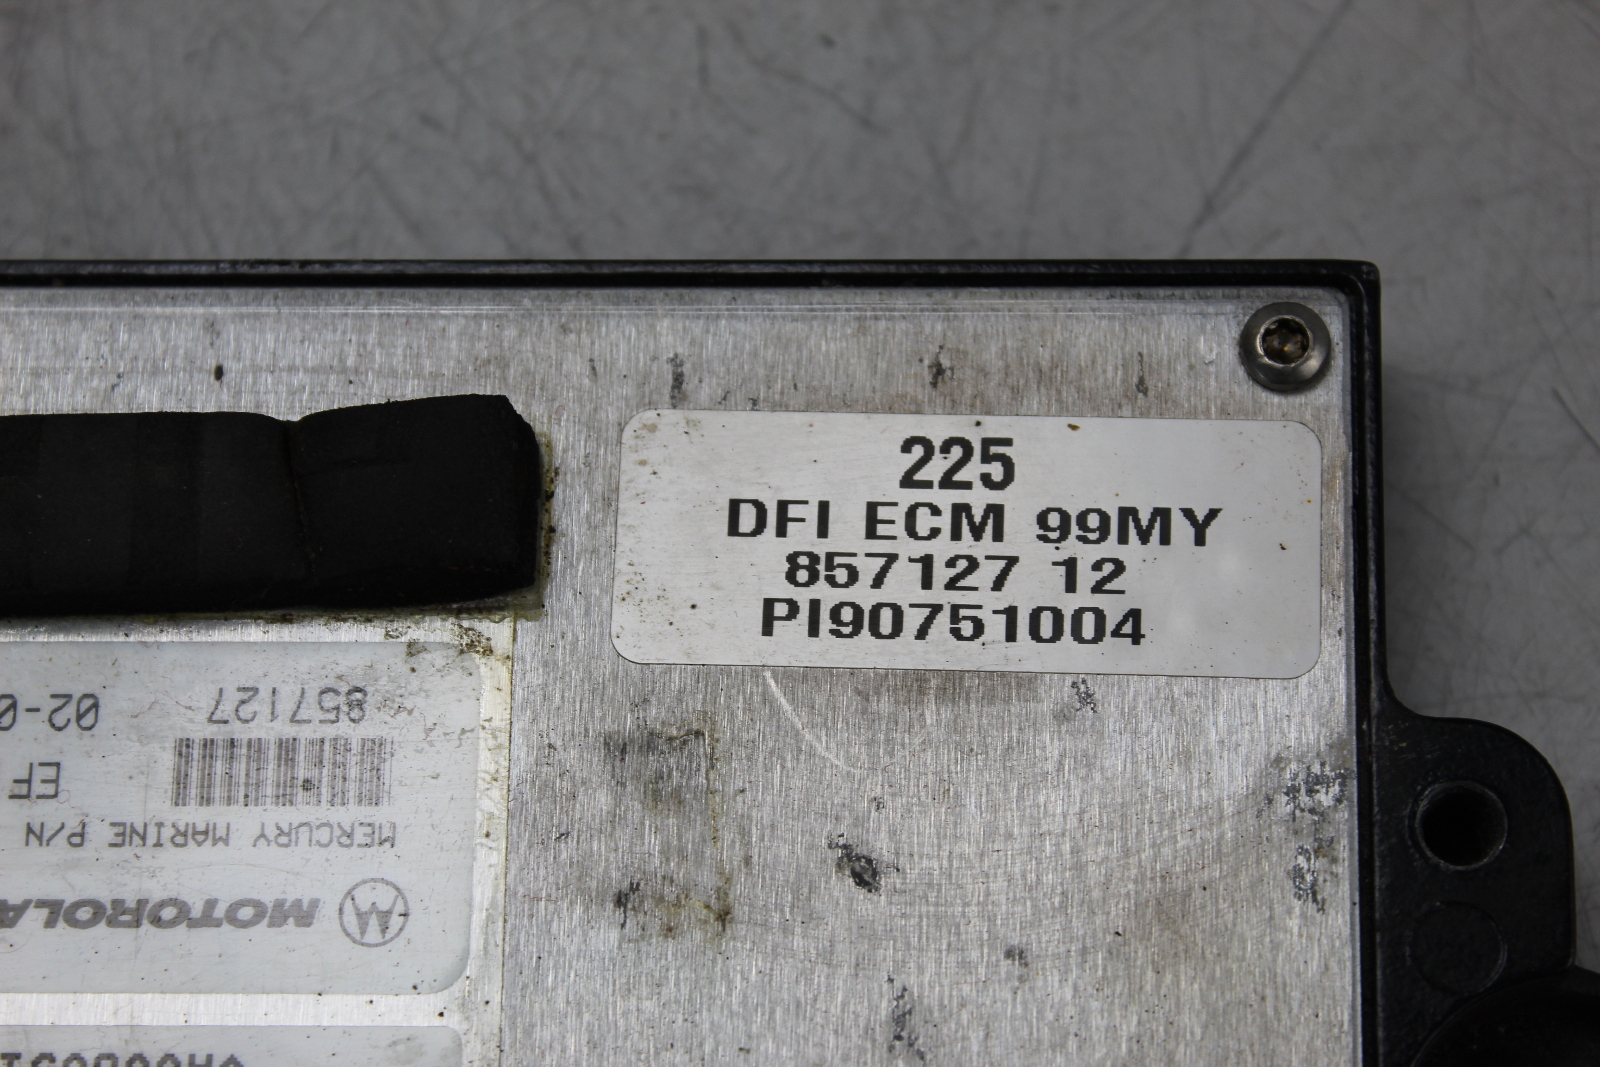 225
DFI ECM 99MY
857127 12
PI90751004
MOTOROLA
MERCURY MARINE P/N
EF
857127
02-0